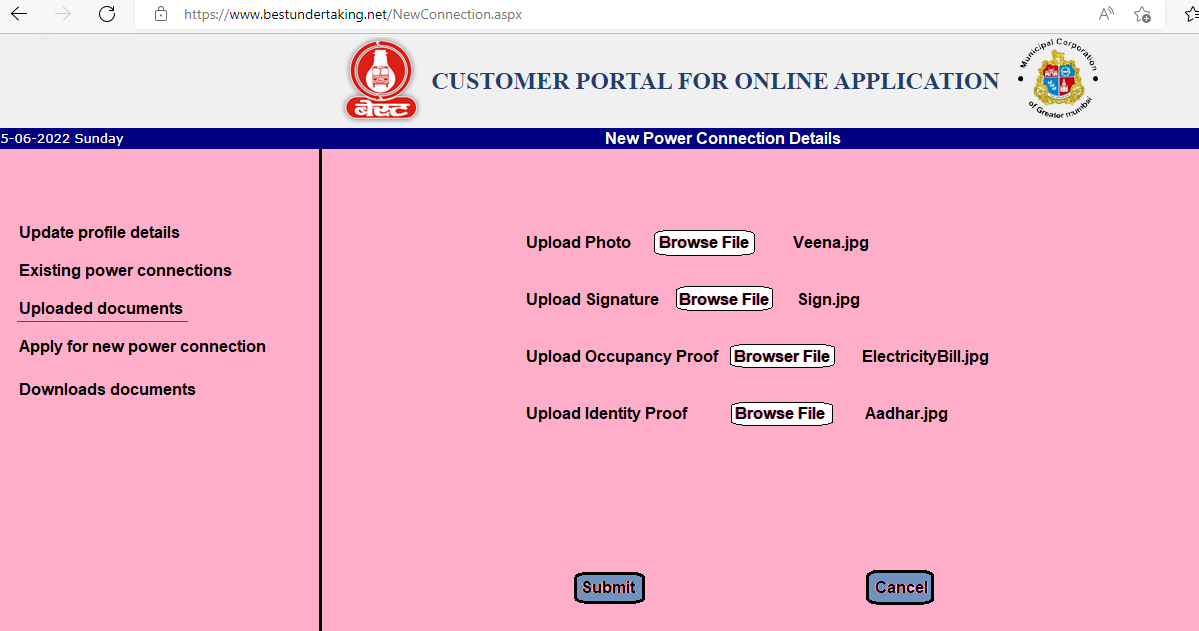 https://www.bestundertaking.net/NewConnection.aspx
बेस्ट
CUSTOMER PORTAL FOR ONLINE APPLICATION
Municipal Corporation
of Greater mumbai
5-06-2022 Sunday
New Power Connection Details
Update profile details
Existing power connections
Uploaded documents
Apply for new power connection
Downloads documents
Upload Photo Browse File Veena.jpg
Upload Signature Browse File Sign.jpg
Upload Occupancy Proof Browser File ElectricityBill.jpg
Upload Identity Proof Browse File Aadhar.jpg
Submit Cancel